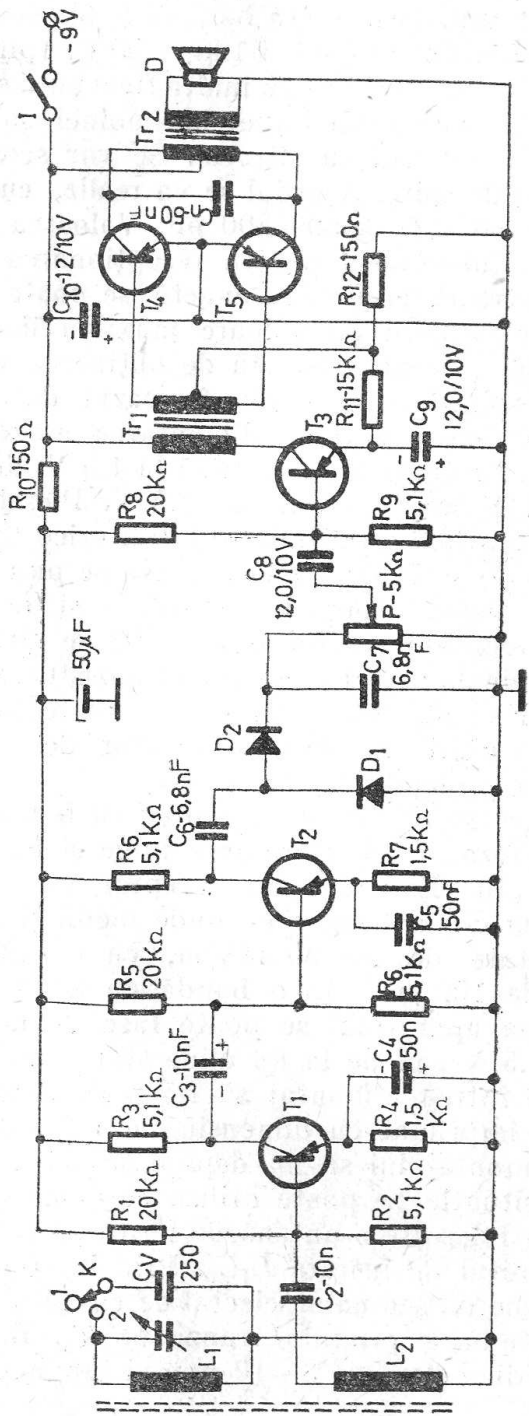 1
K
2
CV
250
L1
L2
C2-10n
R1
20KΩ
R2
5,1KΩ
R3
5,1KΩ
C3-10nF
+
T1
R4
1,5
KΩ
-C4
+
50n
R5
20KΩ
R6
5,1KΩ
R6
5,1KΩ
C6-6,8nF
T2
C5
50nF
R7
1,5KΩ
D1
D2
50µF
C7
6,8n
F
P-5KΩ
C8
12,0/10V
R8
20KΩ
R9
5,1KΩ
R10-150Ω
T3
Tr1
R11-15KΩ
C9
12,0/10V
-
+
R12-150Ω
C10-12/10V
-
+
T4
T5
Tr2
D
I
-9V